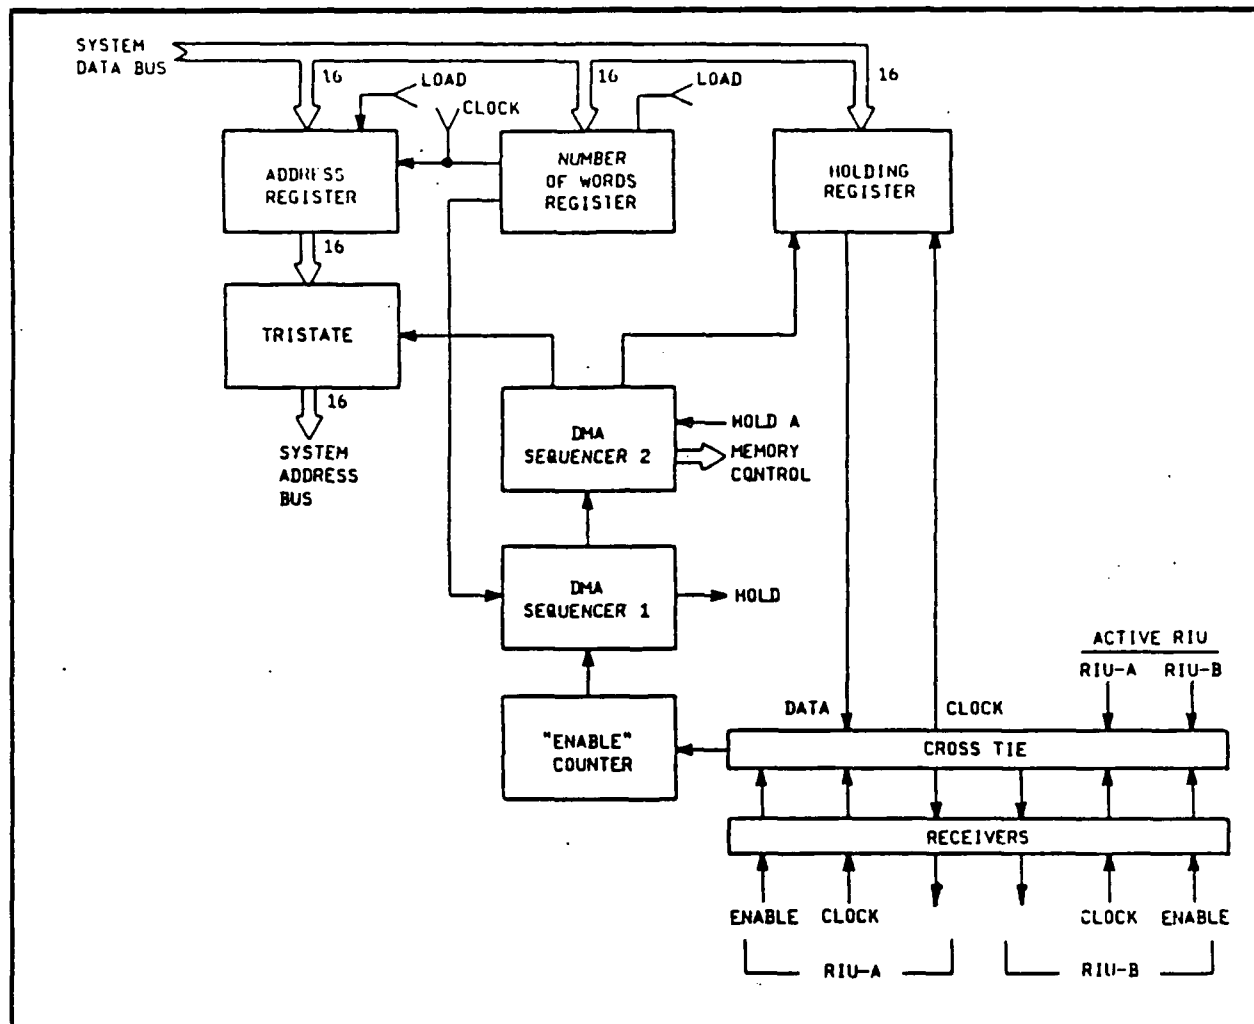 SYSTEM
DATA BUS
16
LOAD
CLOCK
16
LOAD
16
ADDRESS
REGISTER
NUMBER
OF WORDS
REGISTER
HOLDING
REGISTER
16
TRISTATE
16
SYSTEM
ADDRESS
BUS
DMA
SEQUENCER 2
HOLD A
MEMORY
CONTROL
DMA
SEQUENCER 1
HOLD
ACTIVE RIU
RIU-A RIU-B
DATA
CLOCK
"ENABLE"
COUNTER
CROSS TIE
RECEIVERS
ENABLE CLOCK
CLOCK ENABLE
RIU-A
RIU-B